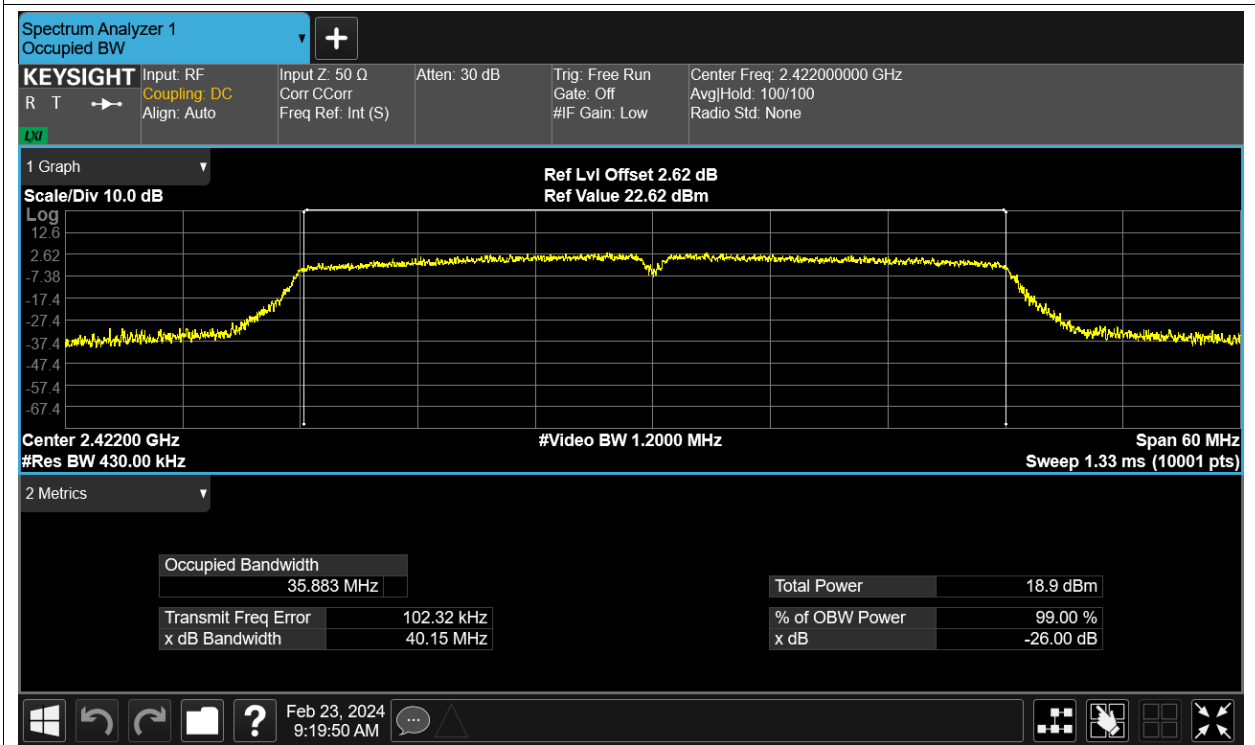 Spectrum Analyzer 1
Occupied BW
KEYSIGHT
R T
LXI
Input: RF
Coupling: DC
Align: Auto
Input Z: 50 Ω
Corr CCorr
Freq Ref: Int (S)
Atten: 30 dB
Trig: Free Run
Gate: Off
#IF Gain: Low
Center Freq: 2.422000000 GHz
Avg|Hold: 100/100
Radio Std: None
1 Graph
Scale/Div 10.0 dB
Ref Lvl Offset 2.62 dB
Ref Value 22.62 dBm
Log
12.6
2.62
-7.38
-17.4
-27.4
-37.4
-47.4
-57.4
-67.4
Center 2.42200 GHz
#Video BW 1.2000 MHz
Span 60 MHz
#Res BW 430.00 kHz
Sweep 1.33 ms (10001 pts)
2 Metrics
Occupied Bandwidth
35.883 MHz
Transmit Freq Error 102.32 kHz
x dB Bandwidth 40.15 MHz
Total Power 18.9 dBm
% of OBW Power 99.00 %
x dB -26.00 dB
?
Feb 23, 2024
9:19:50 AM